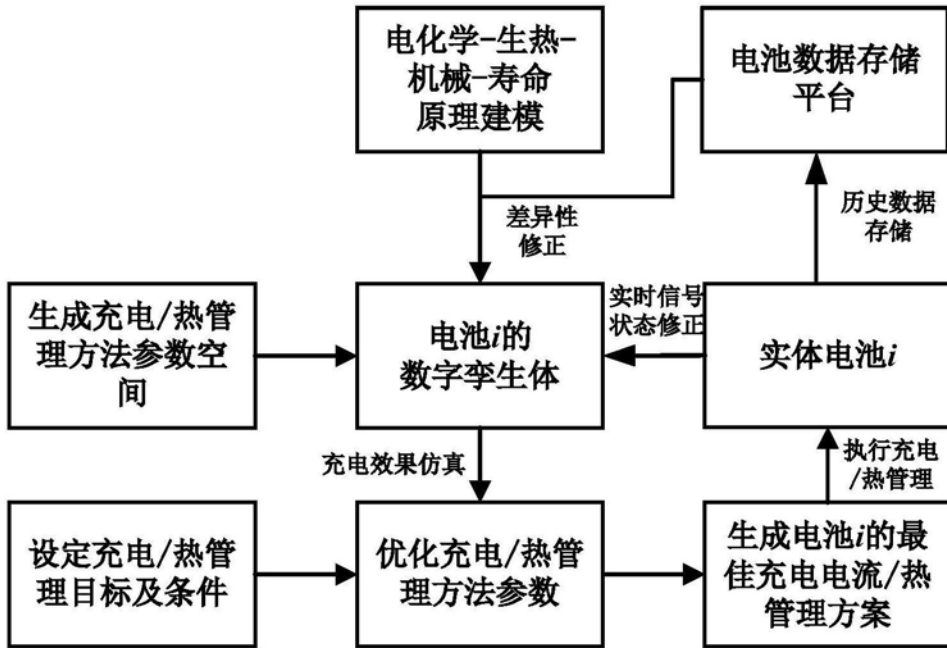 电化学-生热-
机械-寿命
原理建模
电池数据存储
平台
差异性
修正
历史数据
存储
生成充电/热管
理方法参数空
间
电池i的
数字孪生体
实时信号
状态修正
实体电池i
充电效果仿真
执行充电
/热管理
设定充电/热管
理目标及条件
优化充电/热管
理方法参数
生成电池i的最
佳充电电流/热
管理方案